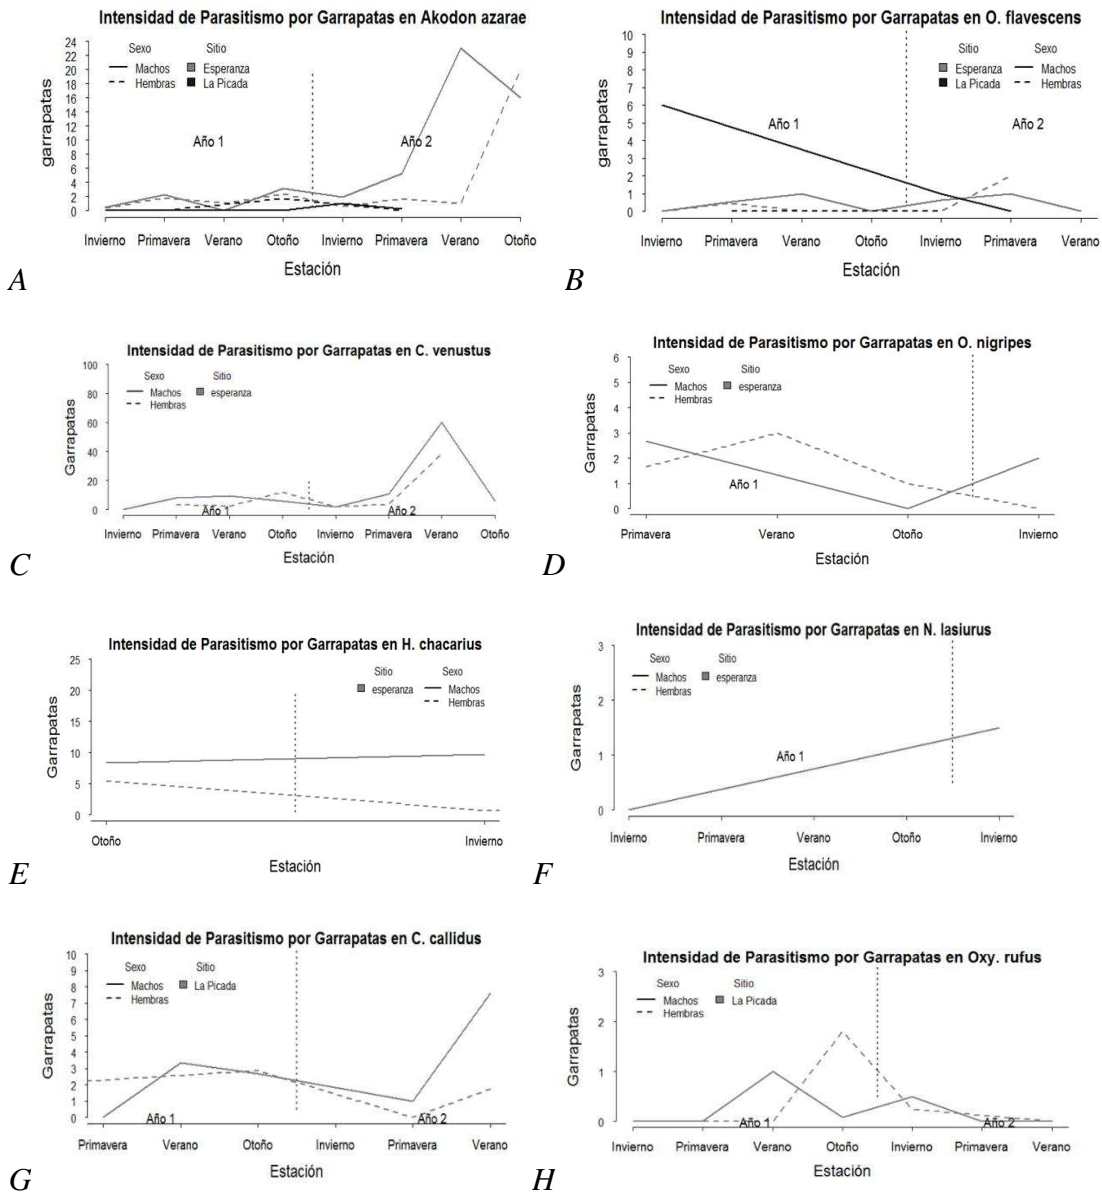 Intensidad de Parasitismo por Garrapatas en Akodon azarae
24
22
20
18
16
14
12
10
8
6
4
2
0
garrapatas
Sexo Sitio
Machos Esperanza
Hembras La Picada
Año 1 Año 2
Invierno Primavera Verano Otoño Invierno Primavera Verano Otoño
Estación
A
Intensidad de Parasitismo por Garrapatas en O. flavescens
10
9
8
7
6
5
4
3
2
1
0
garrapatas
Sitio Sexo
Esperanza Machos
La Picada Hembras
Año 1 Año 2
Invierno Primavera Verano Otoño Invierno Primavera Verano
Estación
B
Intensidad de Parasitismo por Garrapatas en C. venustus
100
80
60
40
20
0
Garrapatas
Sexo Sitio
Machos esperanza
Hembras
Año 1 Año 2
Invierno Primavera Verano Otoño Invierno Primavera Verano Otoño
Estación
C
Intensidad de Parasitismo por Garrapatas en O. nigripes
6
5
4
3
2
1
0
Garrapatas
Sexo Sitio
Machos esperanza
Hembras
Año 1
Primavera Verano Otoño Invierno
Estación
D
Intensidad de Parasitismo por Garrapatas en H. chacarius
25
20
15
10
5
0
Garrapatas
Sitio Sexo
esperanza Machos
Hembras
Otoño Invierno
Estación
E
Intensidad de Parasitismo por Garrapatas en N. lasiurus
3
2
1
0
Garrapatas
Sexo Sitio
Machos esperanza
Hembras
Año 1
Invierno Primavera Verano Otoño Invierno
Estación
F
Intensidad de Parasitismo por Garrapatas en C. callidus
10
9
8
7
6
5
4
3
2
1
0
Garrapatas
Sexo Sitio
Machos La Picada
Hembras
Año 1 Año 2
Primavera Verano Otoño Invierno Primavera Verano
Estación
G
Intensidad de Parasitismo por Garrapatas en Oxy. rufus
3
2
1
0
Garrapatas
Sexo Sitio
Machos La Picada
Hembras
Año 1 Año 2
Invierno Primavera Verano Otoño Invierno Primavera Verano
Estación
H